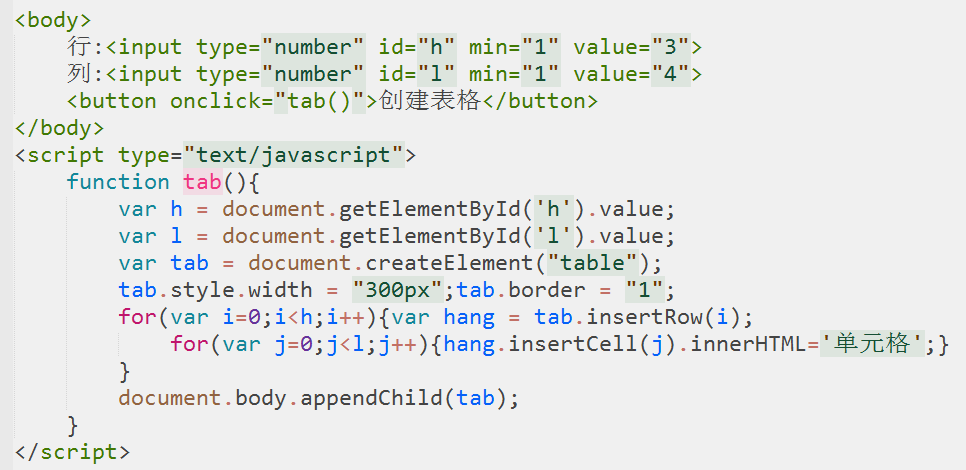 <body>
行:<input type="number" id="h" min="1" value="3">
列:<input type="number" id="l" min="1" value="4">
<button onclick="tab()">创建表格</button>
</body>
<script type="text/javascript">
function tab(){
var h = document.getElementById('h').value;
var l = document.getElementById('l').value;
var tab = document.createElement("table");
tab.style.width = "300px";tab.border = "1";
for(var i=0;i<h;i++){var hang = tab.insertRow(i);
for(var j=0;j<l;j++){hang.insertCell(j).innerHTML='单元格';}
}
document.body.appendChild(tab);
}
</script>